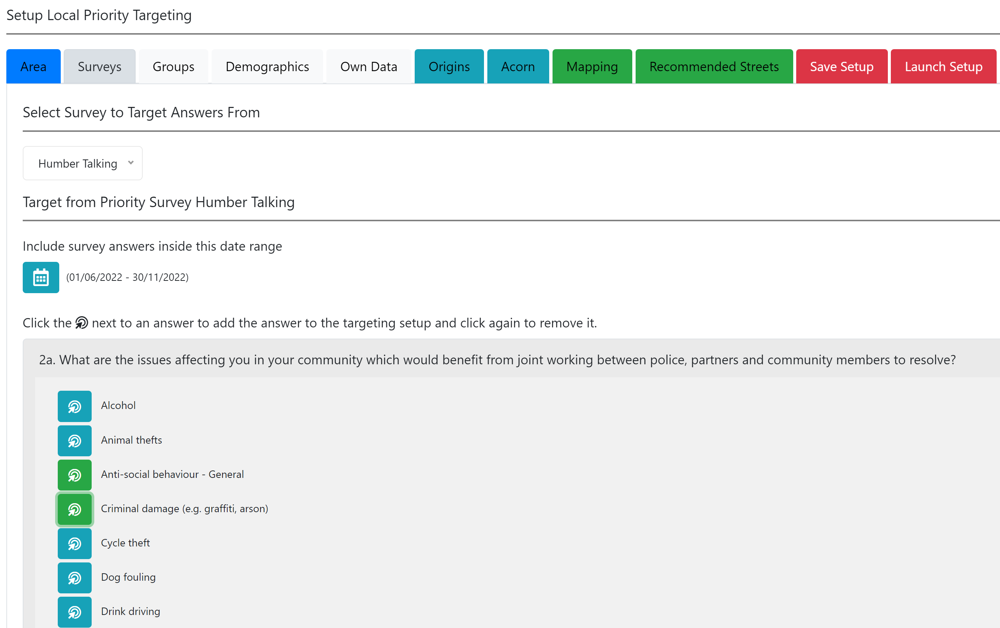 Setup Local Priority Targeting
Area Surveys Groups Demographics Own Data Origins Acorn Mapping Recommended Streets Save Setup Launch Setup
Select Survey to Target Answers From
Humber Talking
Target from Priority Survey Humber Talking
Include survey answers inside this date range
(01/06/2022 - 30/11/2022)
Click the next to an answer to add the answer to the targeting setup and click again to remove it.
2a. What are the issues affecting you in your community which would benefit from joint working between police, partners and community members to resolve?
Alcohol
Animal thefts
Anti-social behaviour - General
Criminal damage (e.g. graffiti, arson)
Cycle theft
Dog fouling
Drink driving